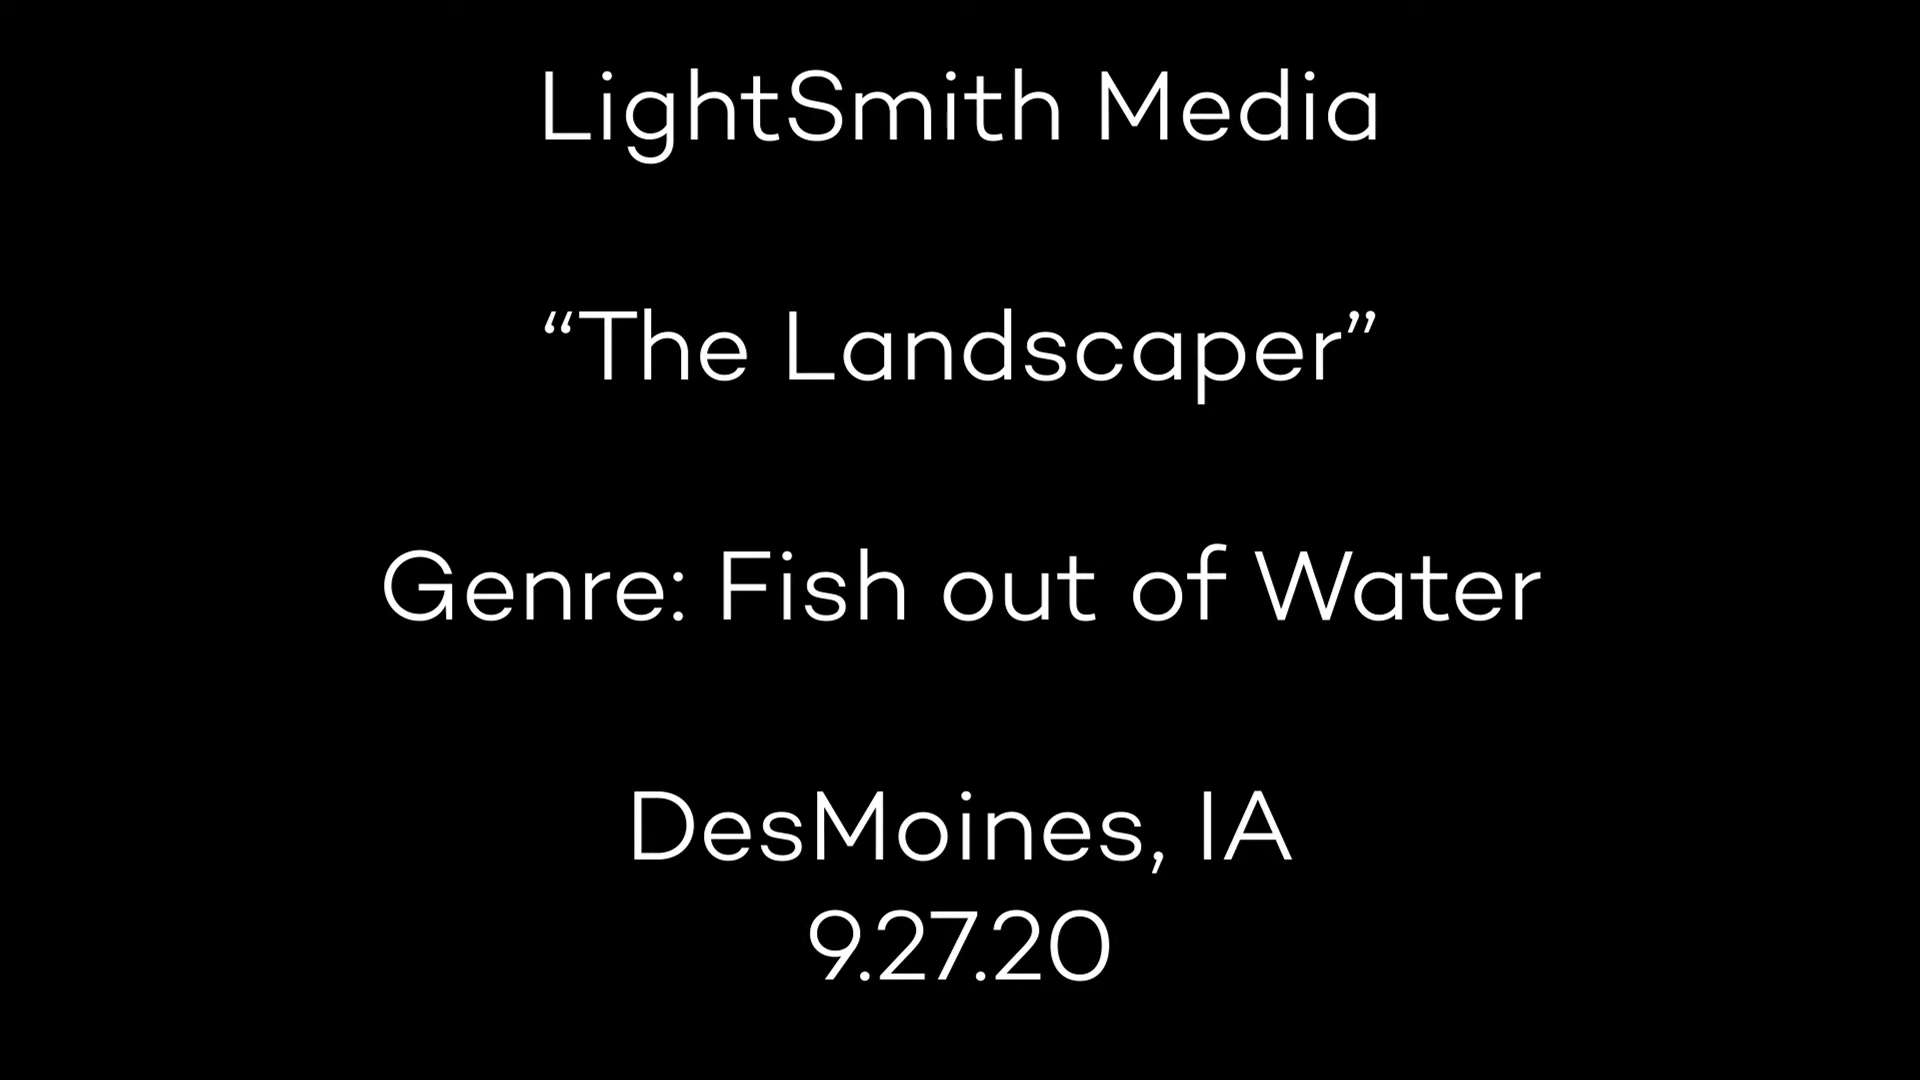 LightSmith Media
“The Landscaper”
Genre: Fish out of Water
DesMoines, IA
9.27.20